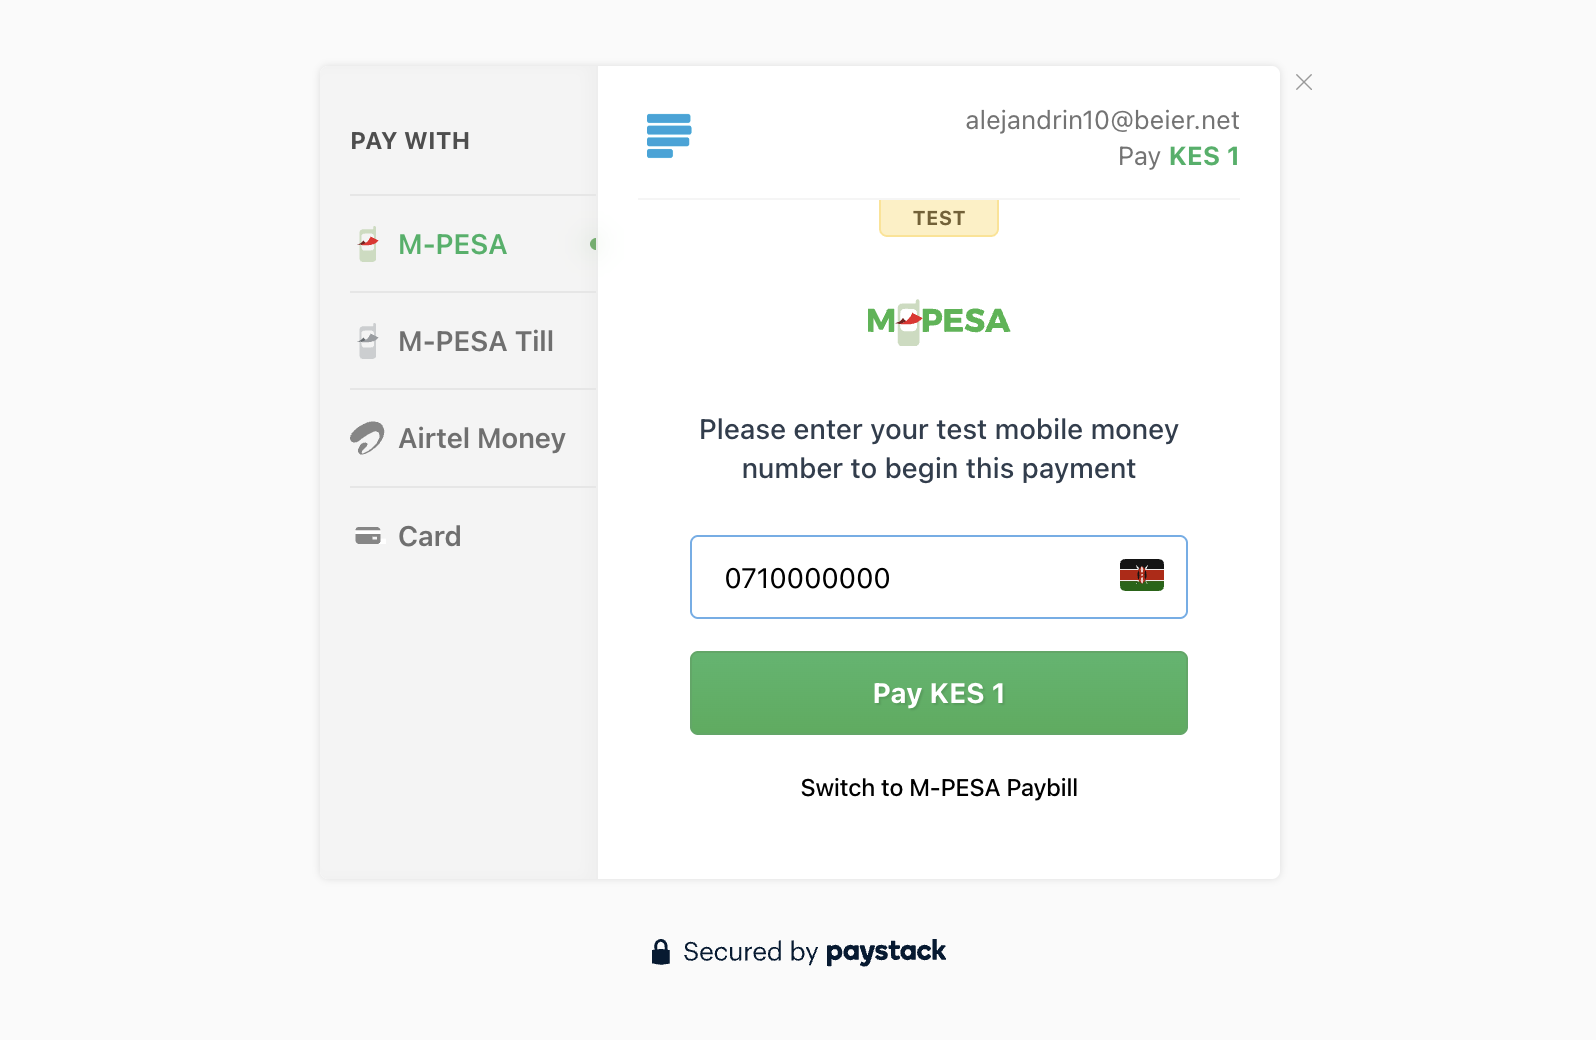 PAY WITH
M-PESA
M-PESA Till
Airtel Money
Card
alejandrin10@beier.net
Pay KES 1
TEST
M-PESA
Please enter your test mobile money
number to begin this payment
0710000000
Pay KES 1
Switch to M-PESA Paybill
Secured by paystack